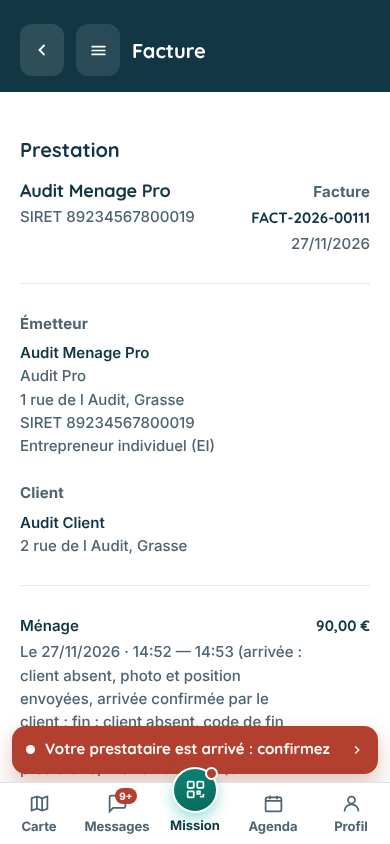 Facture
Prestation
Audit Menage Pro
Facture
SIRET 89234567800019
FACT-2026-00111
27/11/2026
Émetteur
Audit Menage Pro
Audit Pro
1 rue de l Audit, Grasse
SIRET 89234567800019
Entrepreneur individuel (EI)
Client
Audit Client
2 rue de l Audit, Grasse
Ménage
90,00 €
Le 27/11/2026 · 14:52 — 14:53 (arrivée :
client absent, photo et position
envoyées, arrivée confirmée par le
client ; fin : client absent, code de fin
Votre prestataire est arrivé : confirmez
9+
Carte
Messages
Mission
Agenda
Profil